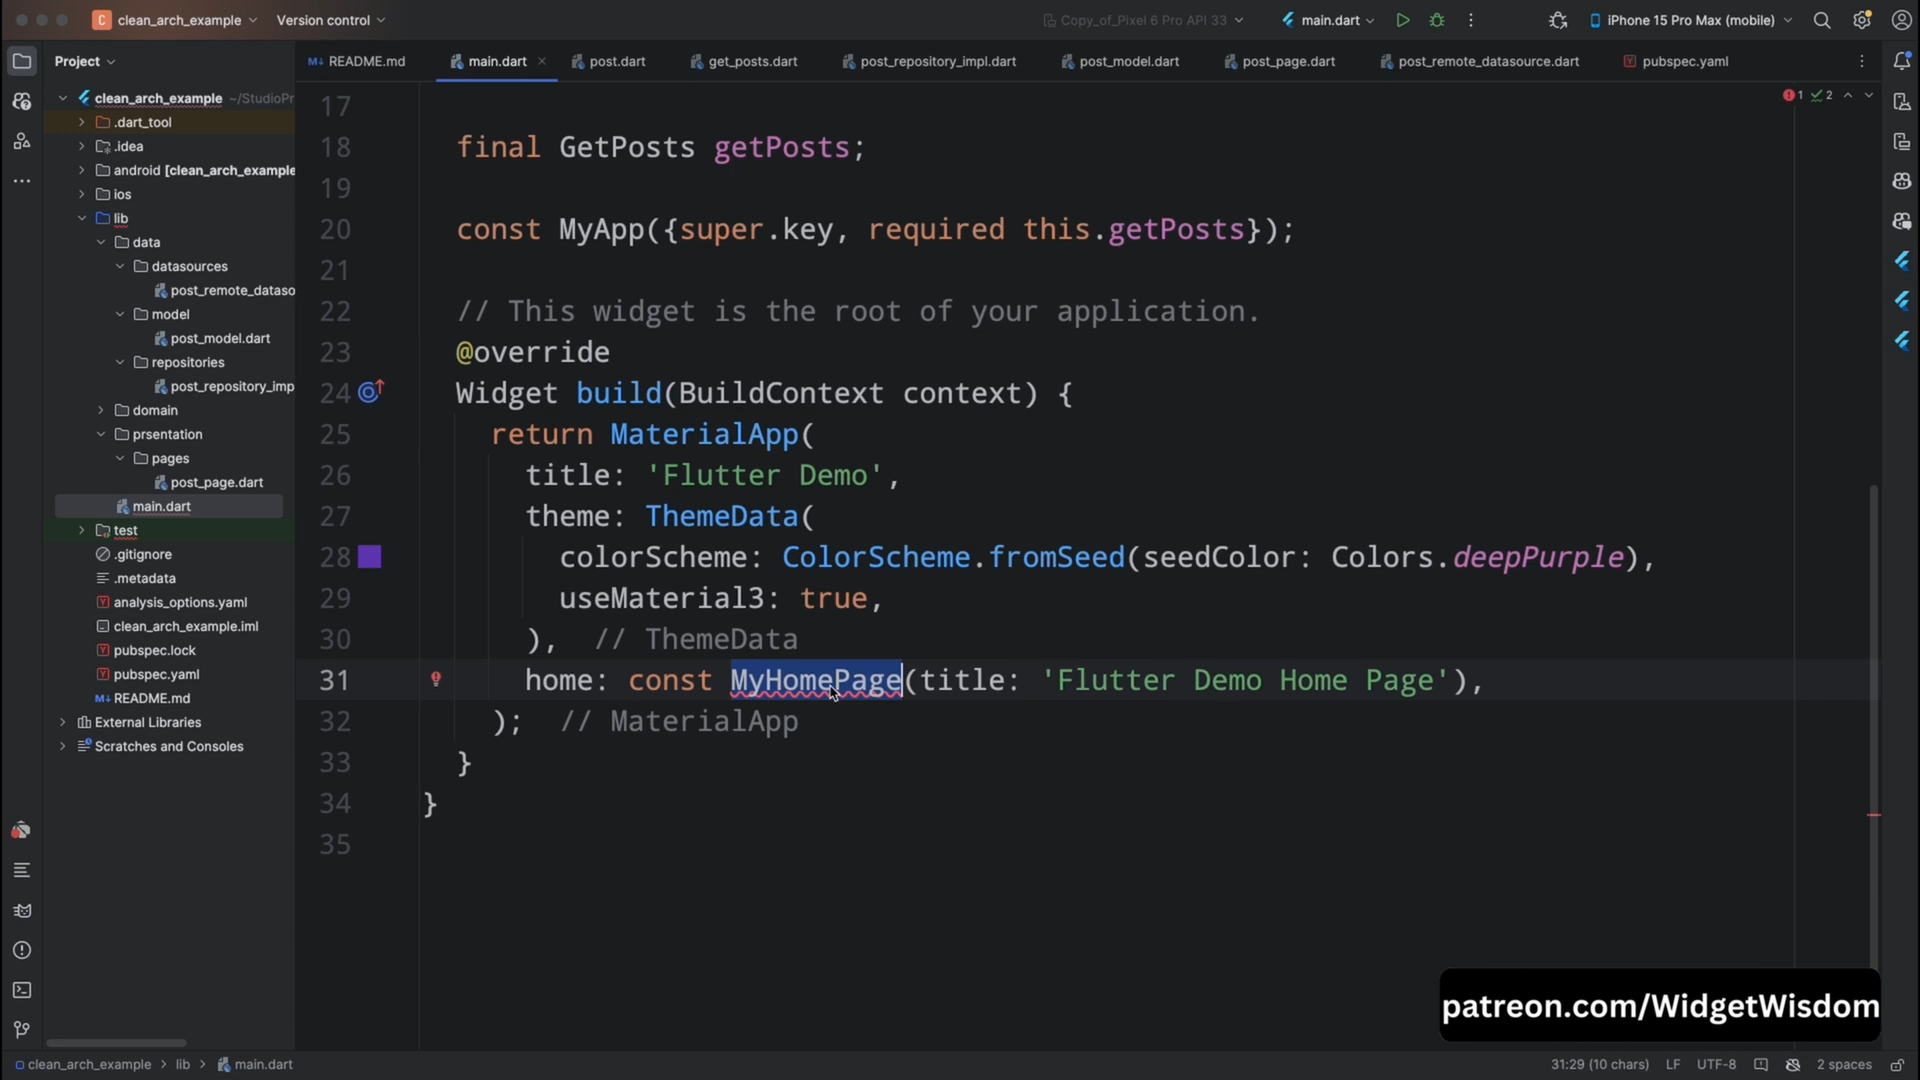 clean_arch_example
Version control
Copy_of_Pixel 6 Pro API 33
main.dart
iPhone 15 Pro Max (mobile)
Project
README.md
main.dart
post.dart
get_posts.dart
post_repository_impl.dart
post_model.dart
post_page.dart
post_remote_datasource.dart
pubspec.yaml
clean_arch_example ~/StudioPr
.dart_tool
.idea
android [clean_arch_example
ios
lib
data
datasources
post_remote_dataso
model
post_model.dart
repositories
post_repository_imp
domain
prsentation
pages
post_page.dart
main.dart
test
.gitignore
.metadata
analysis_options.yaml
clean_arch_example.iml
pubspec.lock
pubspec.yaml
README.md
External Libraries
Scratches and Consoles
1 2
17
18 final GetPosts getPosts;
19
20 const MyApp({super.key, required this.getPosts});
21
22 // This widget is the root of your application.
23 @override
24 Widget build(BuildContext context) {
25 return MaterialApp(
26 title: 'Flutter Demo',
27 theme: ThemeData(
28 colorScheme: ColorScheme.fromSeed(seedColor: Colors.deepPurple),
29 useMaterial3: true,
30 ), // ThemeData
31 home: const MyHomePage(title: 'Flutter Demo Home Page'),
32 ); // MaterialApp
33 }
34 }
35
patreon.com/WidgetWisdom
clean_arch_example > lib > main.dart
31:29 (10 chars) LF UTF-8 2 spaces